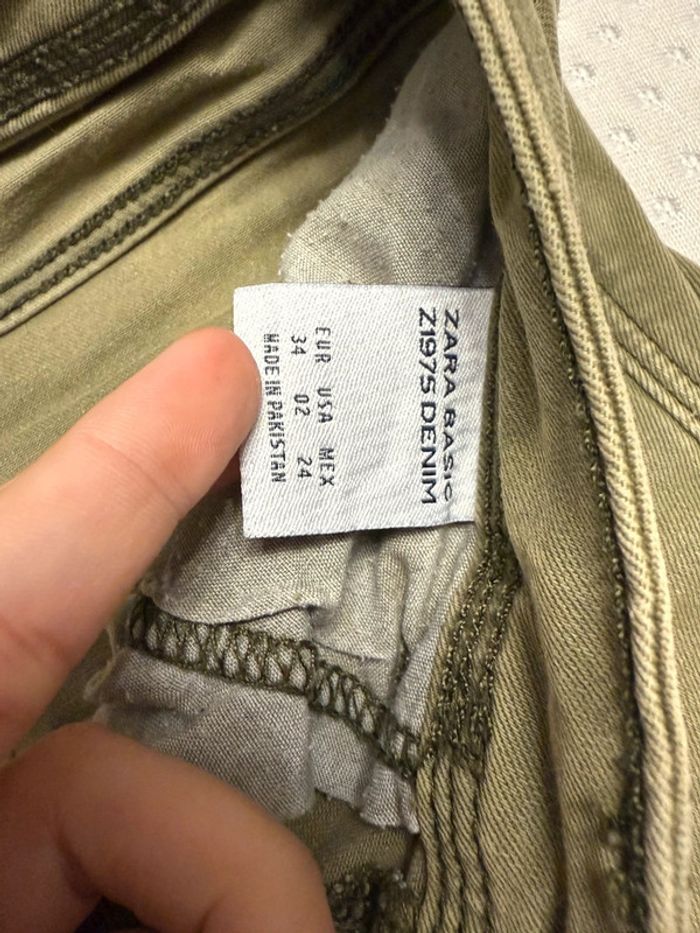 ZARA BASIC
Z1975 DENIM
EUR USA MEX
34 02 24
MADE IN PAKISTAN